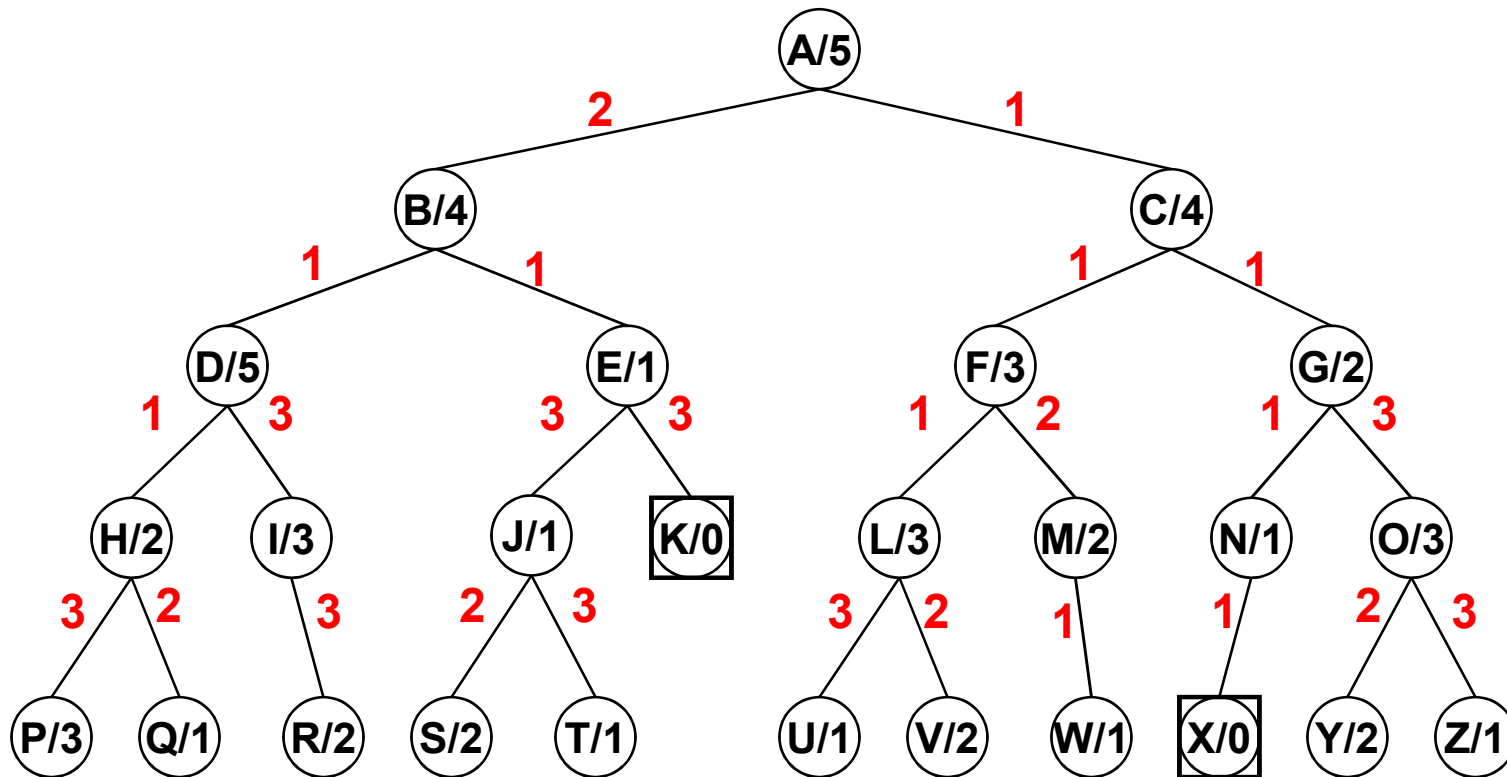 A/5
2 1
B/4 C/4
1 1 1 1
D/5 E/1 F/3 G/2
1 3 3 3 1 2 1 3
H/2 I/3 J/1 K/0 L/3 M/2 N/1 O/3
3 2 3 2 3 3 2 1 1 2 3
P/3 Q/1 R/2 S/2 T/1 U/1 V/2 W/1 X/0 Y/2 Z/1